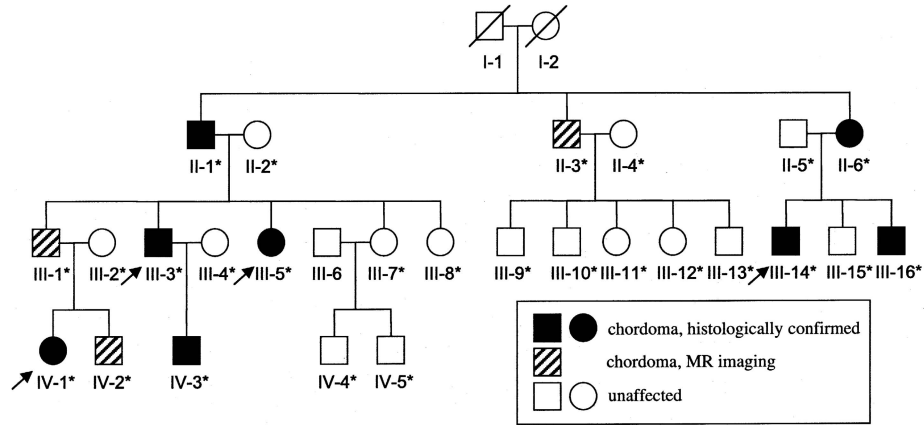 I-1 I-2
II-1* II-2* II-3* II-4* II-5* II-6*
III-1* III-2* III-3* III-4* III-5* III-6 III-7* III-8* III-9* III-10* III-11* III-12* III-13* III-14* III-15* III-16*
IV-1* IV-2* IV-3* IV-4* IV-5*
chordoma, histologically confirmed
chordoma, MR imaging
unaffected